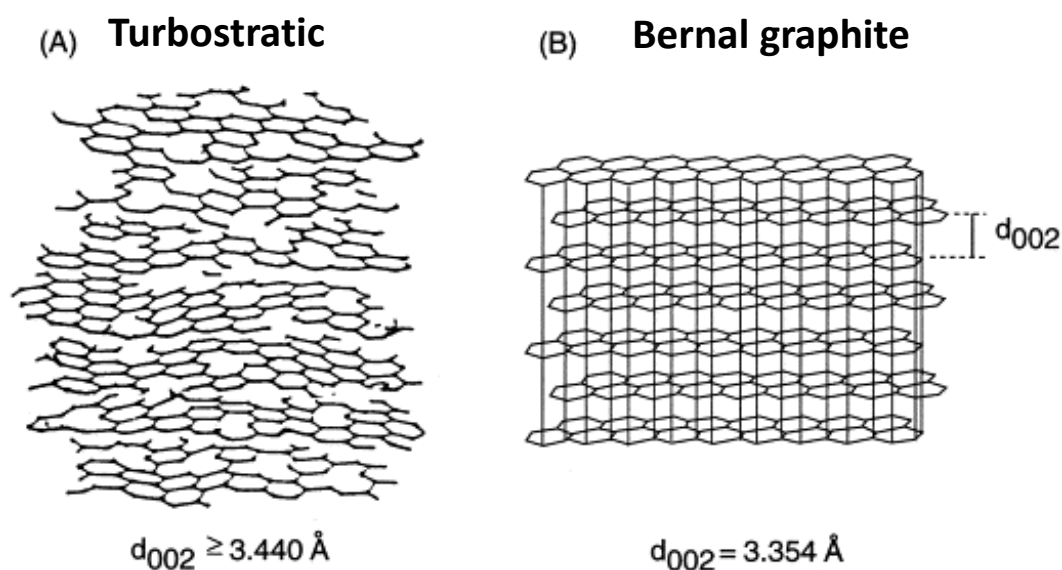 (A) Turbostratic
(B) Bernal graphite
d002
d002 ≥ 3.440 Å
d002 = 3.354 Å